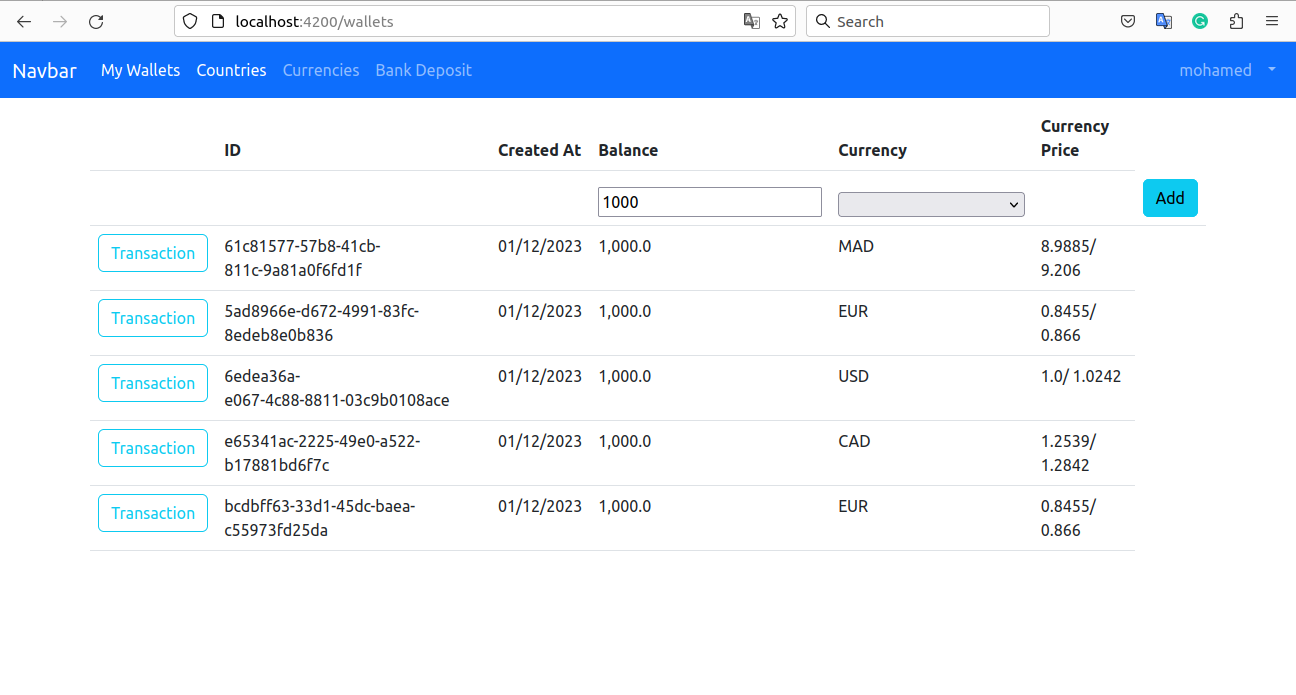 localhost:4200/wallets
Search
Navbar My Wallets Countries Currencies Bank Deposit mohamed
ID Created At Balance Currency Currency
Price
1000 Add
Transaction 61c81577-57b8-41cb- 01/12/2023 1,000.0 MAD 8.9885/
811c-9a81a0f6fd1f 9.206
Transaction 5ad8966e-d672-4991-83fc- 01/12/2023 1,000.0 EUR 0.8455/
8edeb8e0b836 0.866
Transaction 6edea36a- 01/12/2023 1,000.0 USD 1.0/ 1.0242
e067-4c88-8811-03c9b0108ace
Transaction e65341ac-2225-49e0-a522- 01/12/2023 1,000.0 CAD 1.2539/
b17881bd6f7c 1.2842
Transaction bcdbff63-33d1-45dc-baea- 01/12/2023 1,000.0 EUR 0.8455/
c55973fd25da 0.866